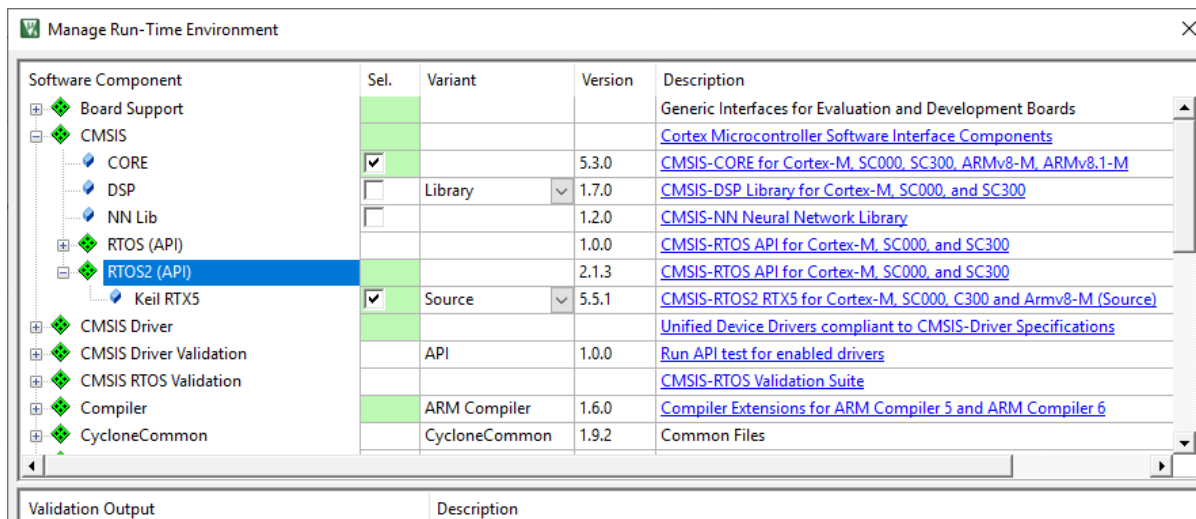 Manage Run-Time Environment
Software Component Sel. Variant Version Description
Board Support Generic Interfaces for Evaluation and Development Boards
CMSIS Cortex Microcontroller Software Interface Components
CORE 5.3.0 CMSIS-CORE for Cortex-M, SC000, SC300, ARMv8-M, ARMv8.1-M
DSP Library 1.7.0 CMSIS-DSP Library for Cortex-M, SC000, and SC300
NN Lib 1.2.0 CMSIS-NN Neural Network Library
RTOS (API) 1.0.0 CMSIS-RTOS API for Cortex-M, SC000, and SC300
RTOS2 (API) 2.1.3 CMSIS-RTOS API for Cortex-M, SC000, and SC300
Keil RTX5 Source 5.5.1 CMSIS-RTOS2 RTX5 for Cortex-M, SC000, C300 and Armv8-M (Source)
CMSIS Driver Unified Device Drivers compliant to CMSIS-Driver Specifications
CMSIS Driver Validation API 1.0.0 Run API test for enabled drivers
CMSIS RTOS Validation CMSIS-RTOS Validation Suite
Compiler ARM Compiler 1.6.0 Compiler Extensions for ARM Compiler 5 and ARM Compiler 6
CycloneCommon CycloneCommon 1.9.2 Common Files
Validation Output Description